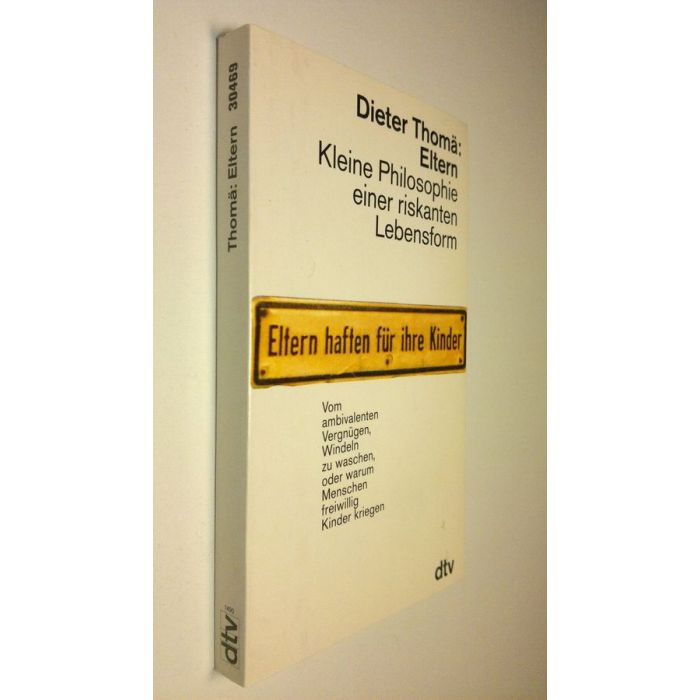 Thomä: Eltern 30469
dtv
Dieter Thomä:
Eltern
Kleine Philosophie
einer riskanten
Lebensform
Eltern haften für ihre Kinder
Vom
ambivalenten
Vergnügen,
Windeln
zu waschen,
oder warum
Menschen
freiwillig
Kinder kriegen
dtv